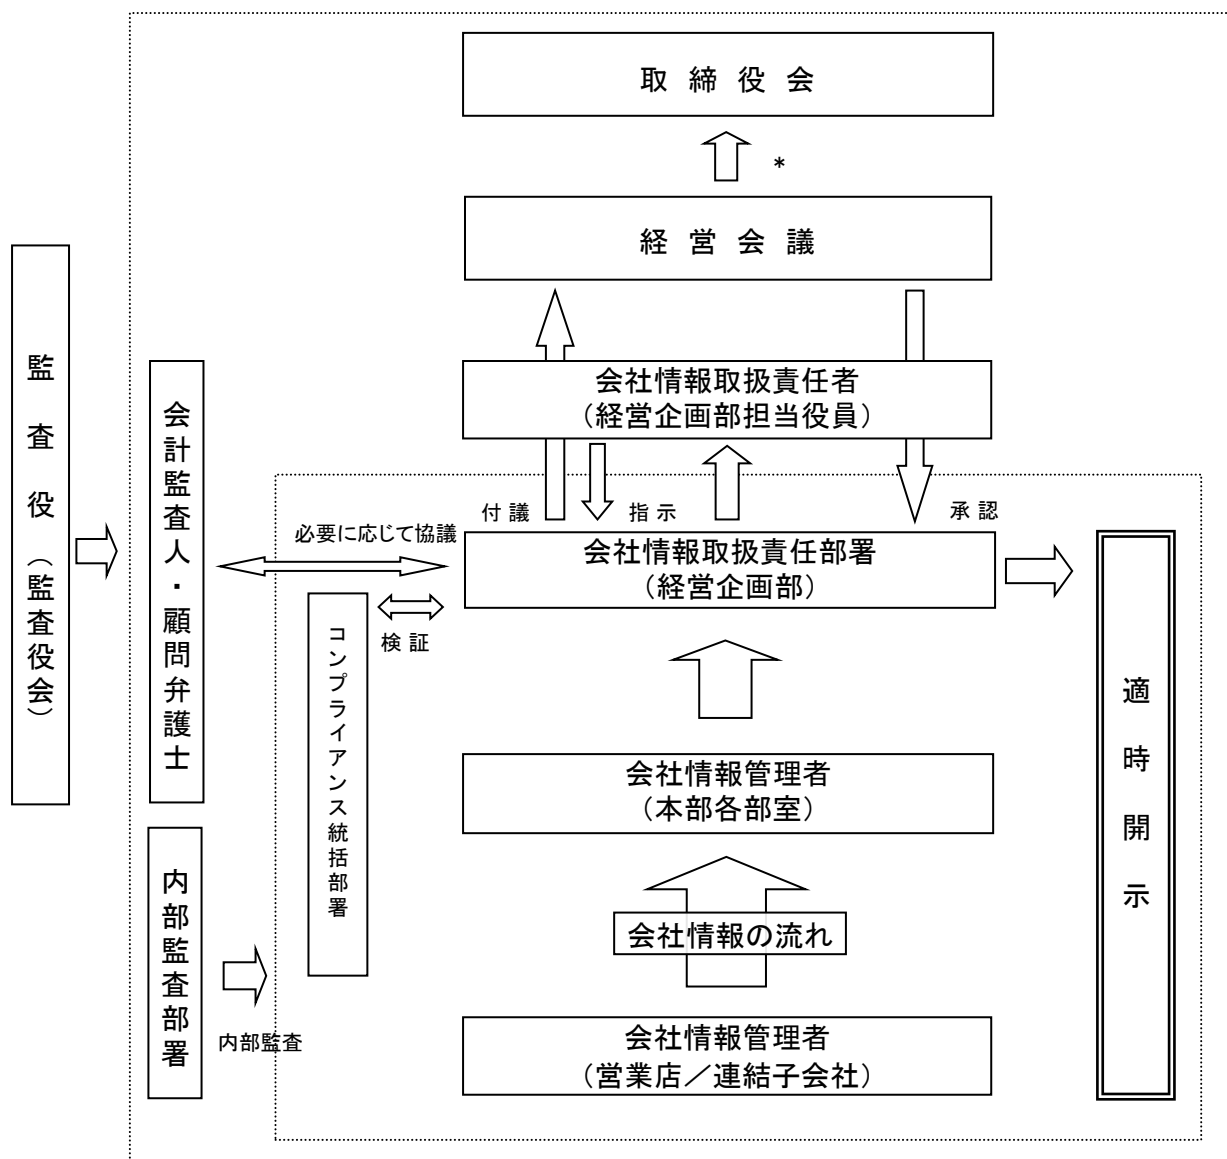 取締役会
*
経営会議
会社情報取扱責任者
（経営企画部担当役員）
付議
指示
承認
必要に応じて協議
会社情報取扱責任部署
（経営企画部）
検証
会社情報管理者
（本部各部室）
会社情報の流れ
会社情報管理者
（営業店／連結子会社）
監査役（監査役会）
会計監査人・顧問弁護士
内部監査部署
内部監査
コンプライアンス統括部署
適時開示